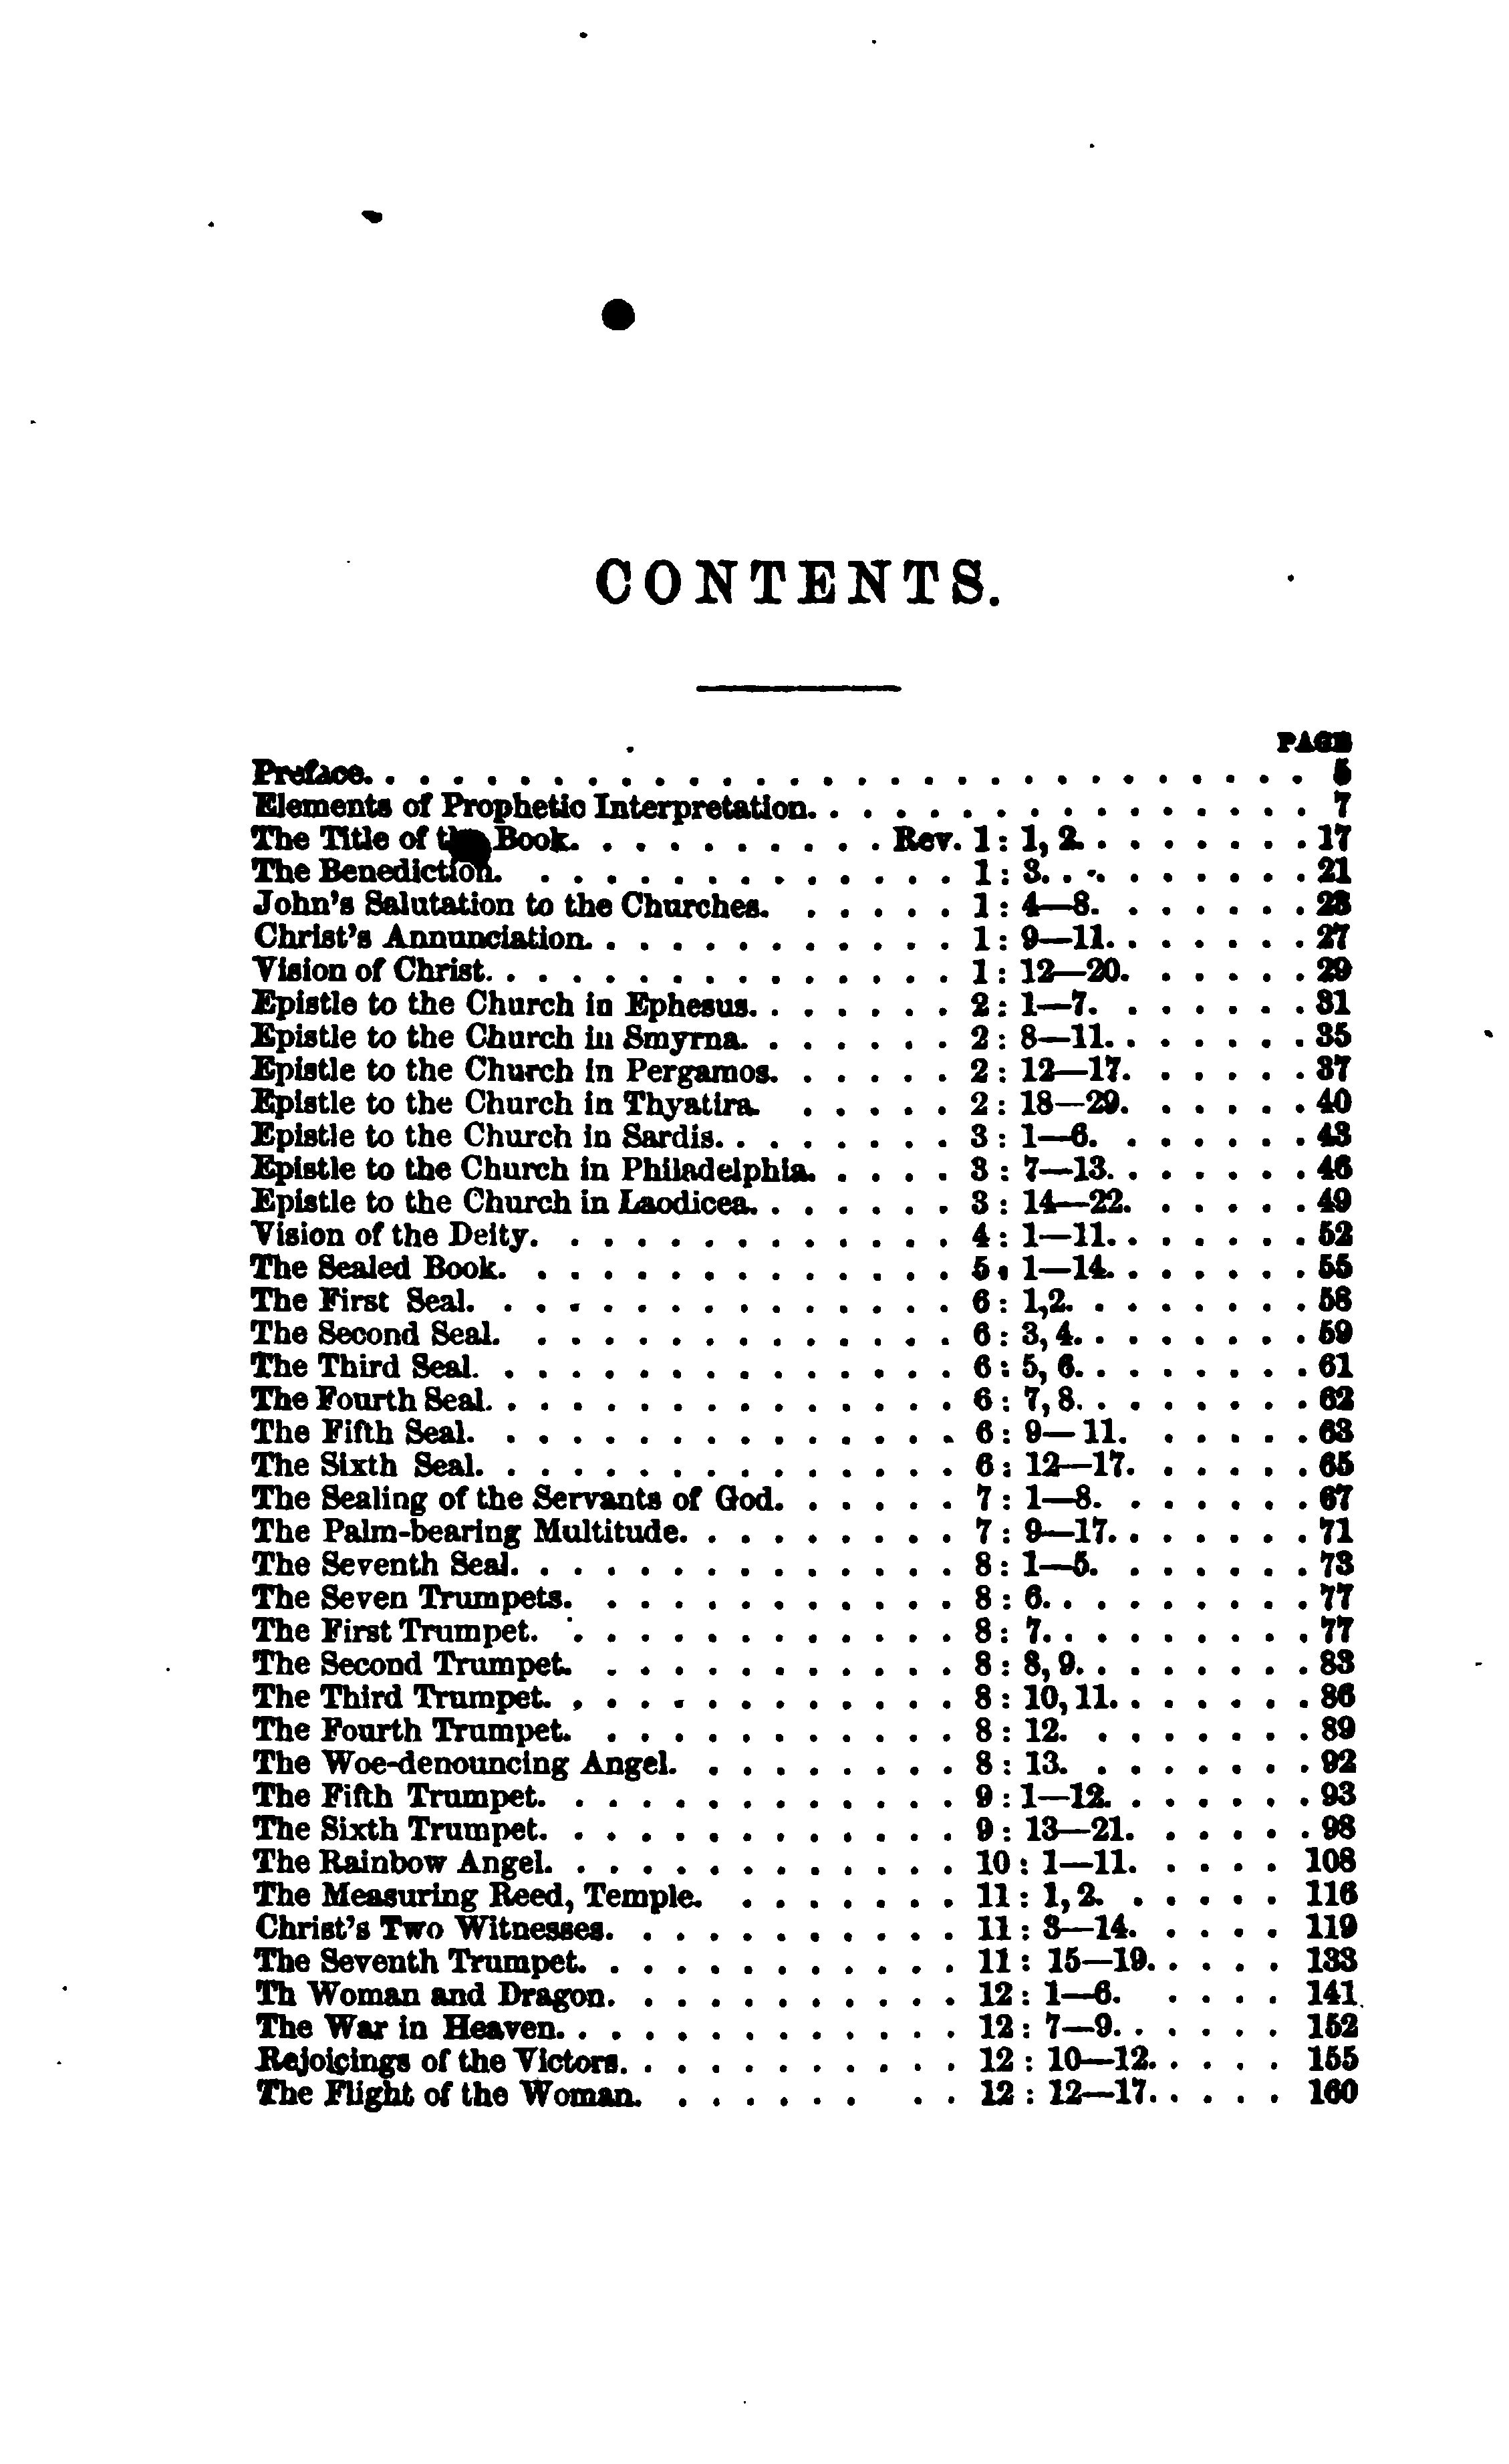 CONTENTS.
PAGE
Preface. . . . . . . . . . . . . . . . . . . . . . . . . . . . . 5
Elements of Prophetic Interpretation. . . . . . . . . . . . . . . . 7
The Title of the Book. . . . . . . . . . Rev. 1 : 1, 2. . . . . . . . 17
The Benediction. . . . . . . . . . . . . . 1 : 3. . . . . . . . . 21
John's Salutation to the Churches. . . . . . 1 : 4—8. . . . . . . 23
Christ's Annunciation. . . . . . . . . . . . 1 : 9—11. . . . . . . 27
Vision of Christ. . . . . . . . . . . . . . . 1 : 12—20. . . . . . 29
Epistle to the Church in Ephesus. . . . . . . 2 : 1—7. . . . . . . 31
Epistle to the Church in Smyrna. . . . . . . 2 : 8—11. . . . . . . 35
Epistle to the Church in Pergamos. . . . . . 2 : 12—17. . . . . . 37
Epistle to the Church in Thyatira. . . . . . 2 : 18—29. . . . . . 40
Epistle to the Church in Sardis. . . . . . . . 3 : 1—6. . . . . . . 43
Epistle to the Church in Philadelphia. . . . . 3 : 7—13. . . . . . . 46
Epistle to the Church in Laodicea. . . . . . . 3 : 14—22. . . . . . 49
Vision of the Deity. . . . . . . . . . . . . . 4 : 1—11. . . . . . . 52
The Sealed Book. . . . . . . . . . . . . . 5 : 1—14. . . . . . . 55
The First Seal. . . . . . . . . . . . . . . 6 : 1,2. . . . . . . . 58
The Second Seal. . . . . . . . . . . . . . 6 : 3, 4. . . . . . . . 59
The Third Seal. . . . . . . . . . . . . . . 6 : 5, 6. . . . . . . . 61
The Fourth Seal. . . . . . . . . . . . . . . 6 : 7, 8. . . . . . . . 62
The Fifth Seal. . . . . . . . . . . . . . . 6 : 9— 11. . . . . . 63
The Sixth Seal. . . . . . . . . . . . . . . 6 : 12—17. . . . . . 65
The Sealing of the Servants of God. . . . . . 7 : 1—8. . . . . . . 67
The Palm-bearing Multitude. . . . . . . . . 7 : 9—17. . . . . . . 71
The Seventh Seal. . . . . . . . . . . . . . 8 : 1—5. . . . . . . 73
The Seven Trumpets. . . . . . . . . . . . 8 : 6. . . . . . . . . 77
The First Trumpet. . . . . . . . . . . . . 8 : 7. . . . . . . . . 77
The Second Trumpet. . . . . . . . . . . . 8 : 8, 9. . . . . . . . 83
The Third Trumpet. . . . . . . . . . . . . 8 : 10, 11. . . . . . . 86
The Fourth Trumpet. . . . . . . . . . . . 8 : 12. . . . . . . . 89
The Woe-denouncing Angel. . . . . . . . . 8 : 13. . . . . . . . 92
The Fifth Trumpet. . . . . . . . . . . . . 9 : 1—12. . . . . . . 93
The Sixth Trumpet. . . . . . . . . . . . . 9 : 13—21. . . . . . 98
The Rainbow Angel. . . . . . . . . . . . . 10 : 1—11. . . . . 108
The Measuring Reed, Temple. . . . . . . . 11 : 1, 2. . . . . . 116
Christ's Two Witnesses. . . . . . . . . . . 11 : 3—14. . . . . 119
The Seventh Trumpet. . . . . . . . . . . . 11 : 15—19. . . . . 133
Th Woman and Dragon. . . . . . . . . . . 12 : 1—6. . . . . 141
The War in Heaven. . . . . . . . . . . . . 12 : 7—9. . . . . . 152
Rejoicings of the Victors. . . . . . . . . . . 12 : 10—12. . . . . 155
The Flight of the Woman. . . . . . . . . 12 : 12—17. . . . . 160